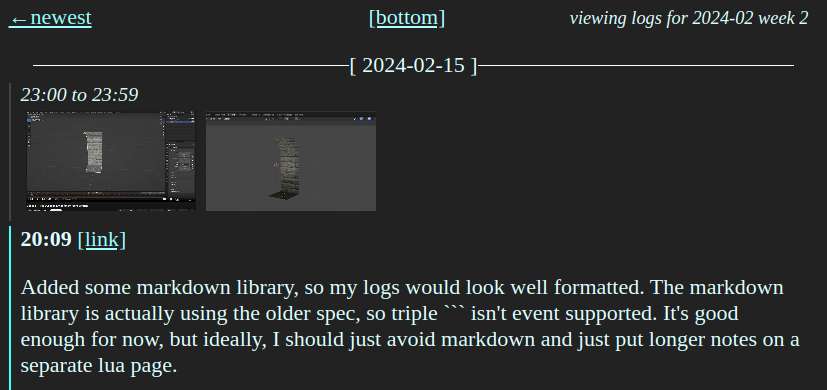 ←newest [bottom] viewing logs for 2024-02 week 2
[ 2024-02-15 ]
23:00 to 23:59
20:09 [link]
Added some markdown library, so my logs would look well formatted. The markdown
library is actually using the older spec, so triple ``` isn't event supported. It's good
enough for now, but ideally, I should just avoid markdown and just put longer notes on a
separate lua page.